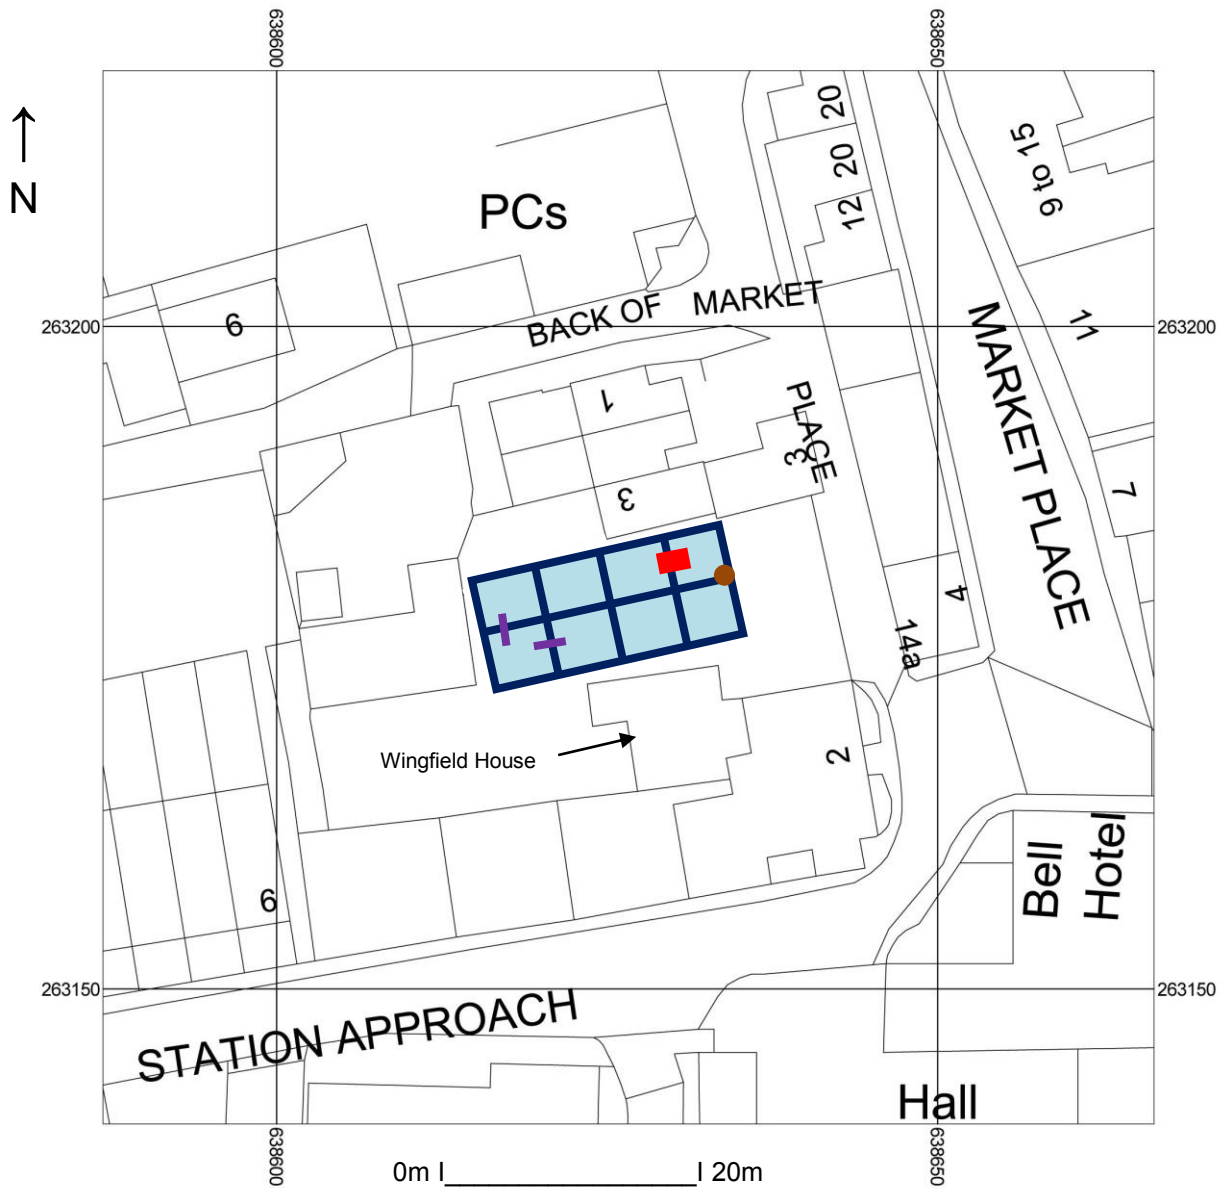 638600
638650
N
PCs
20
20
12
9 to 15
6
BACK OF MARKET
PLACE
263200
263200
MARKET PLACE
11
1
3
3
7
4
14a
Wingfield House
2
6
Bell
Hotel
263150
263150
STATION APPROACH
Hall
638600
638650
0m I_________________I 20m